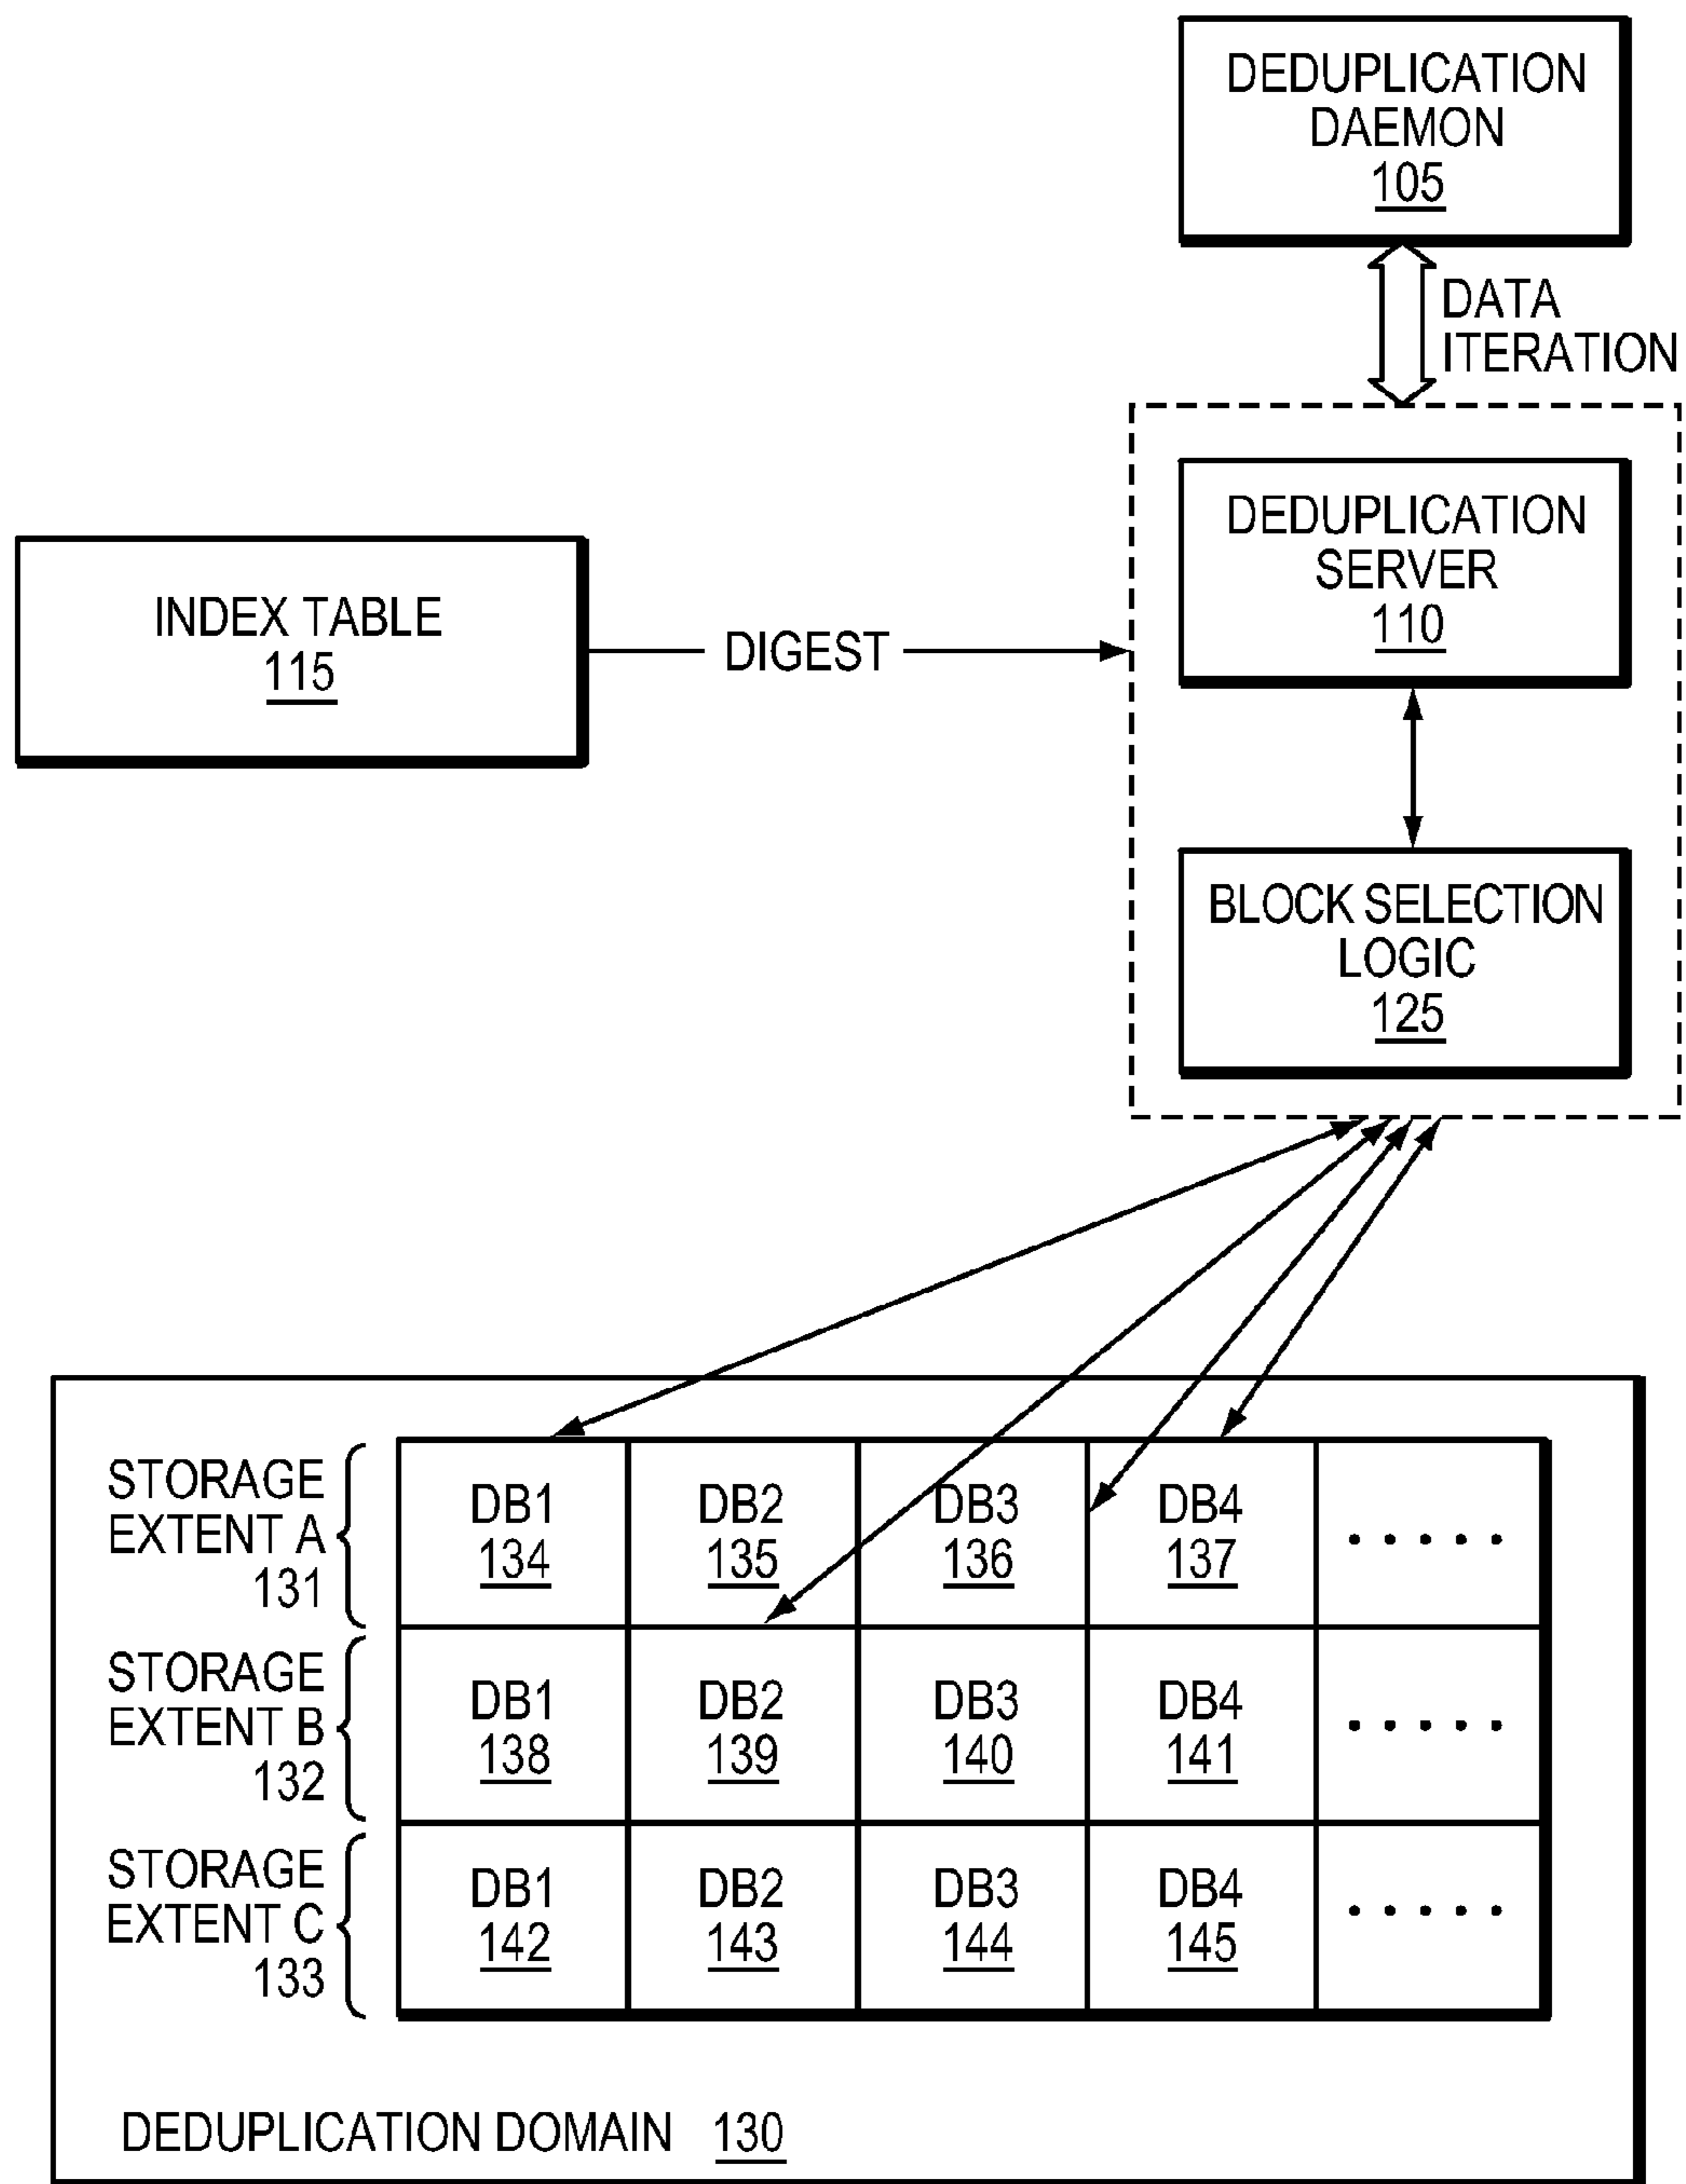 DEDUPLICATION
DAEMON
105
DATA
ITERATION
DEDUPLICATION
SERVER
110
INDEX TABLE
115
DIGEST
BLOCK SELECTION
LOGIC
125
STORAGE
EXTENT A
131
DB1
134
DB2
135
DB3
136
DB4
137
.....
STORAGE
EXTENT B
132
DB1
138
DB2
139
DB3
140
DB4
141
.....
STORAGE
EXTENT C
133
DB1
142
DB2
143
DB3
144
DB4
145
.....
DEDUPLICATION DOMAIN 130